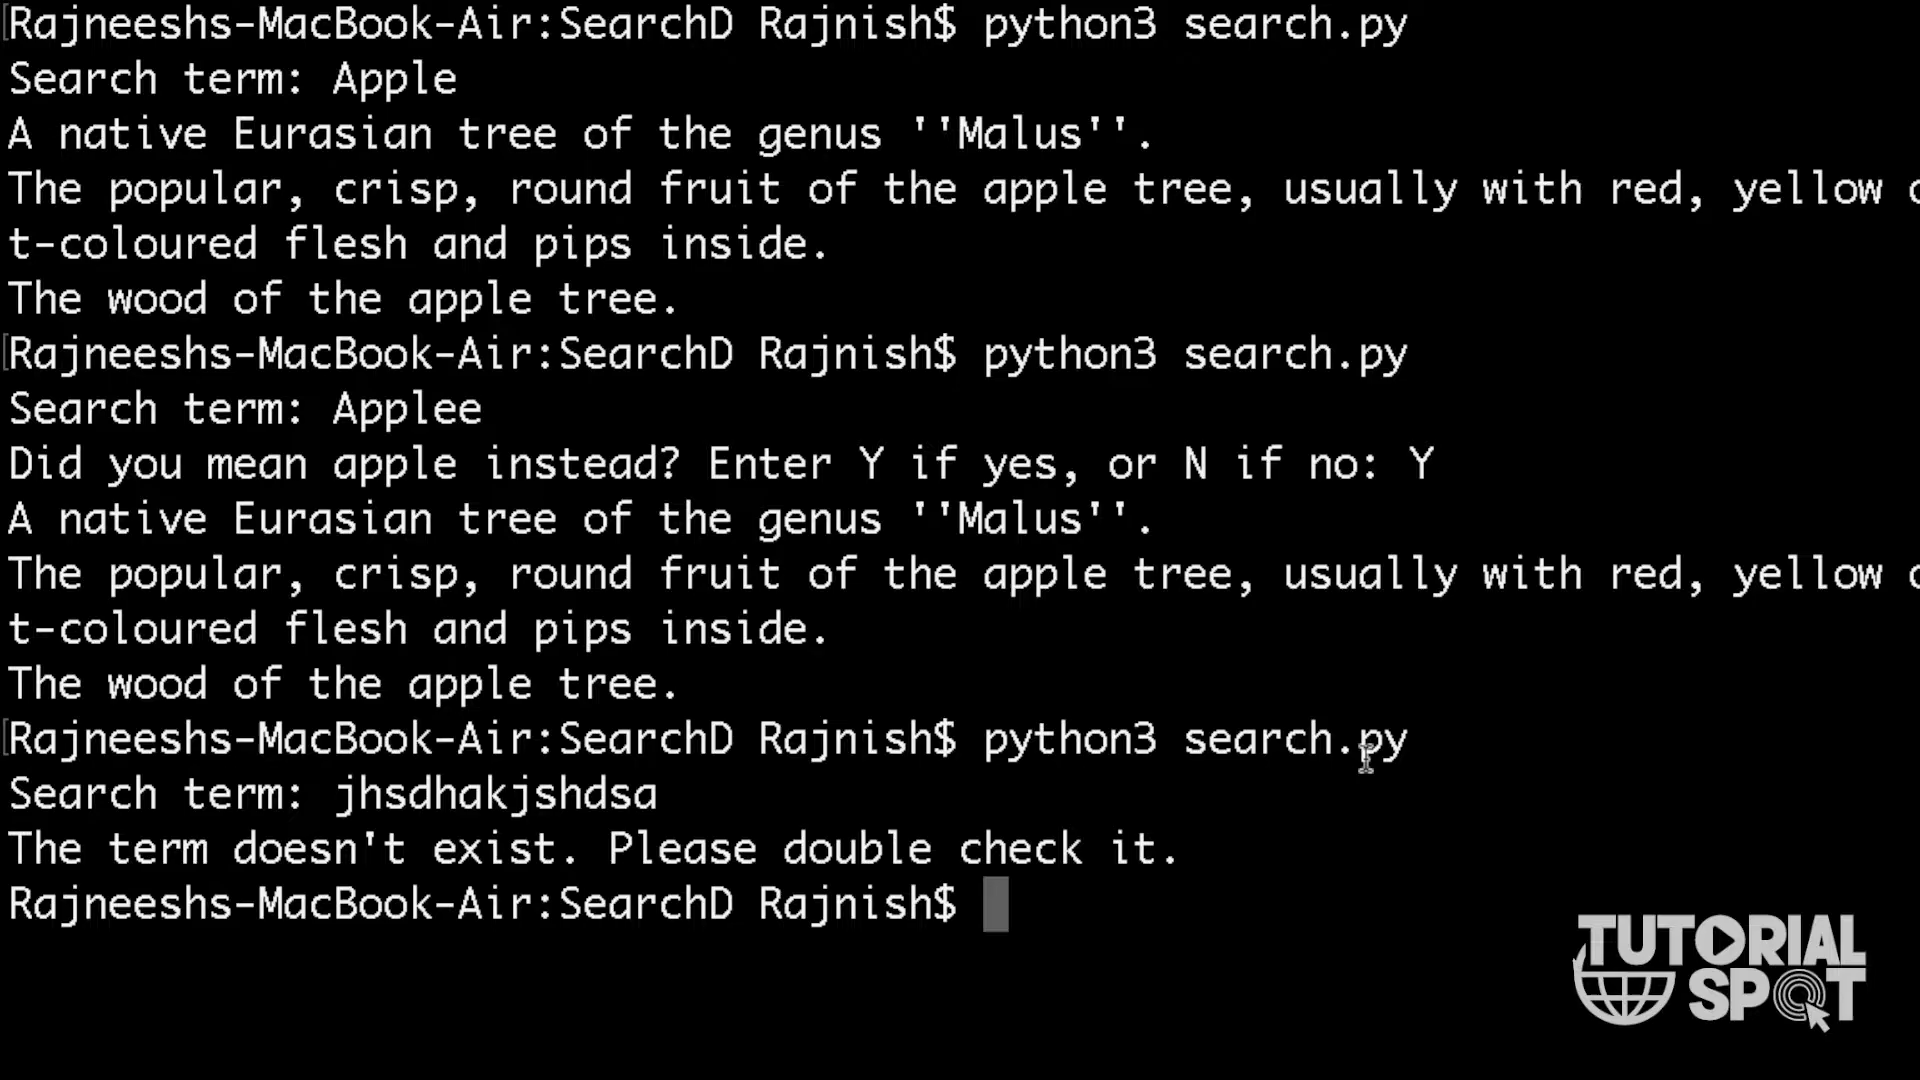 Rajneeshs-MacBook-Air:SearchD Rajnish$ python3 search.py
Search term: Apple
A native Eurasian tree of the genus ''Malus''.
The popular, crisp, round fruit of the apple tree, usually with red, yellow
t-coloured flesh and pips inside.
The wood of the apple tree.
Rajneeshs-MacBook-Air:SearchD Rajnish$ python3 search.py
Search term: Applee
Did you mean apple instead? Enter Y if yes, or N if no: Y
A native Eurasian tree of the genus ''Malus''.
The popular, crisp, round fruit of the apple tree, usually with red, yellow
t-coloured flesh and pips inside.
The wood of the apple tree.
Rajneeshs-MacBook-Air:SearchD Rajnish$ python3 search.py
Search term: jhsdhakjshdsa
The term doesn't exist. Please double check it.
Rajneeshs-MacBook-Air:SearchD Rajnish$
TUTORIAL
SPOT